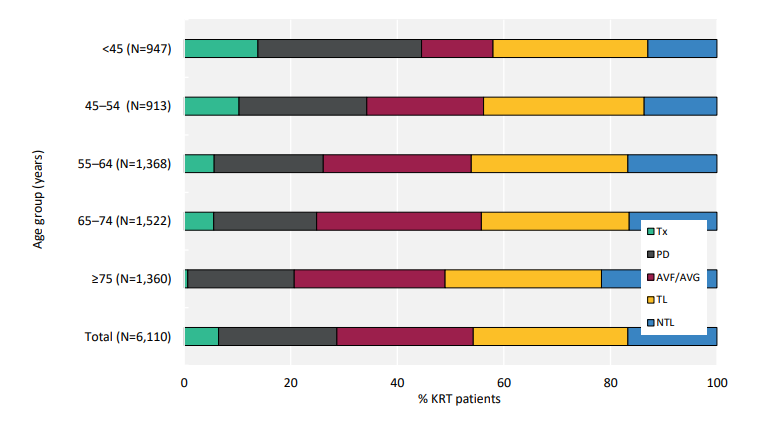 <45 (N=947)
45–54  (N=913)
55–64 (N=1,368)
65–74 (N=1,522)
≥75 (N=1,360)
Total (N=6,110)
Age group (years)
Tx
PD
AVF/AVG
TL
NTL
0 20 40 60 80 100
% KRT patients